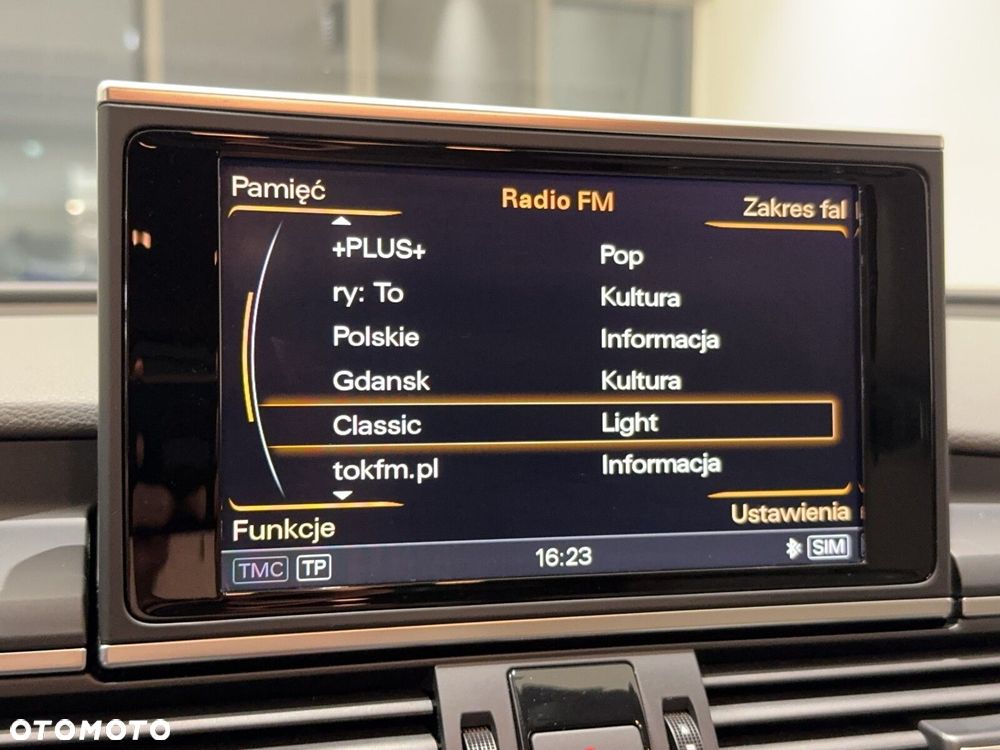 Pamięć Radio FM Zakres fal
+PLUS+ Pop
ry: To Kultura
Polskie Informacja
Gdansk Kultura
Classic Light
tokfm.pl Informacja
Funkcje Ustawienia
TMC TP 16:23 SIM
OTOMOTO